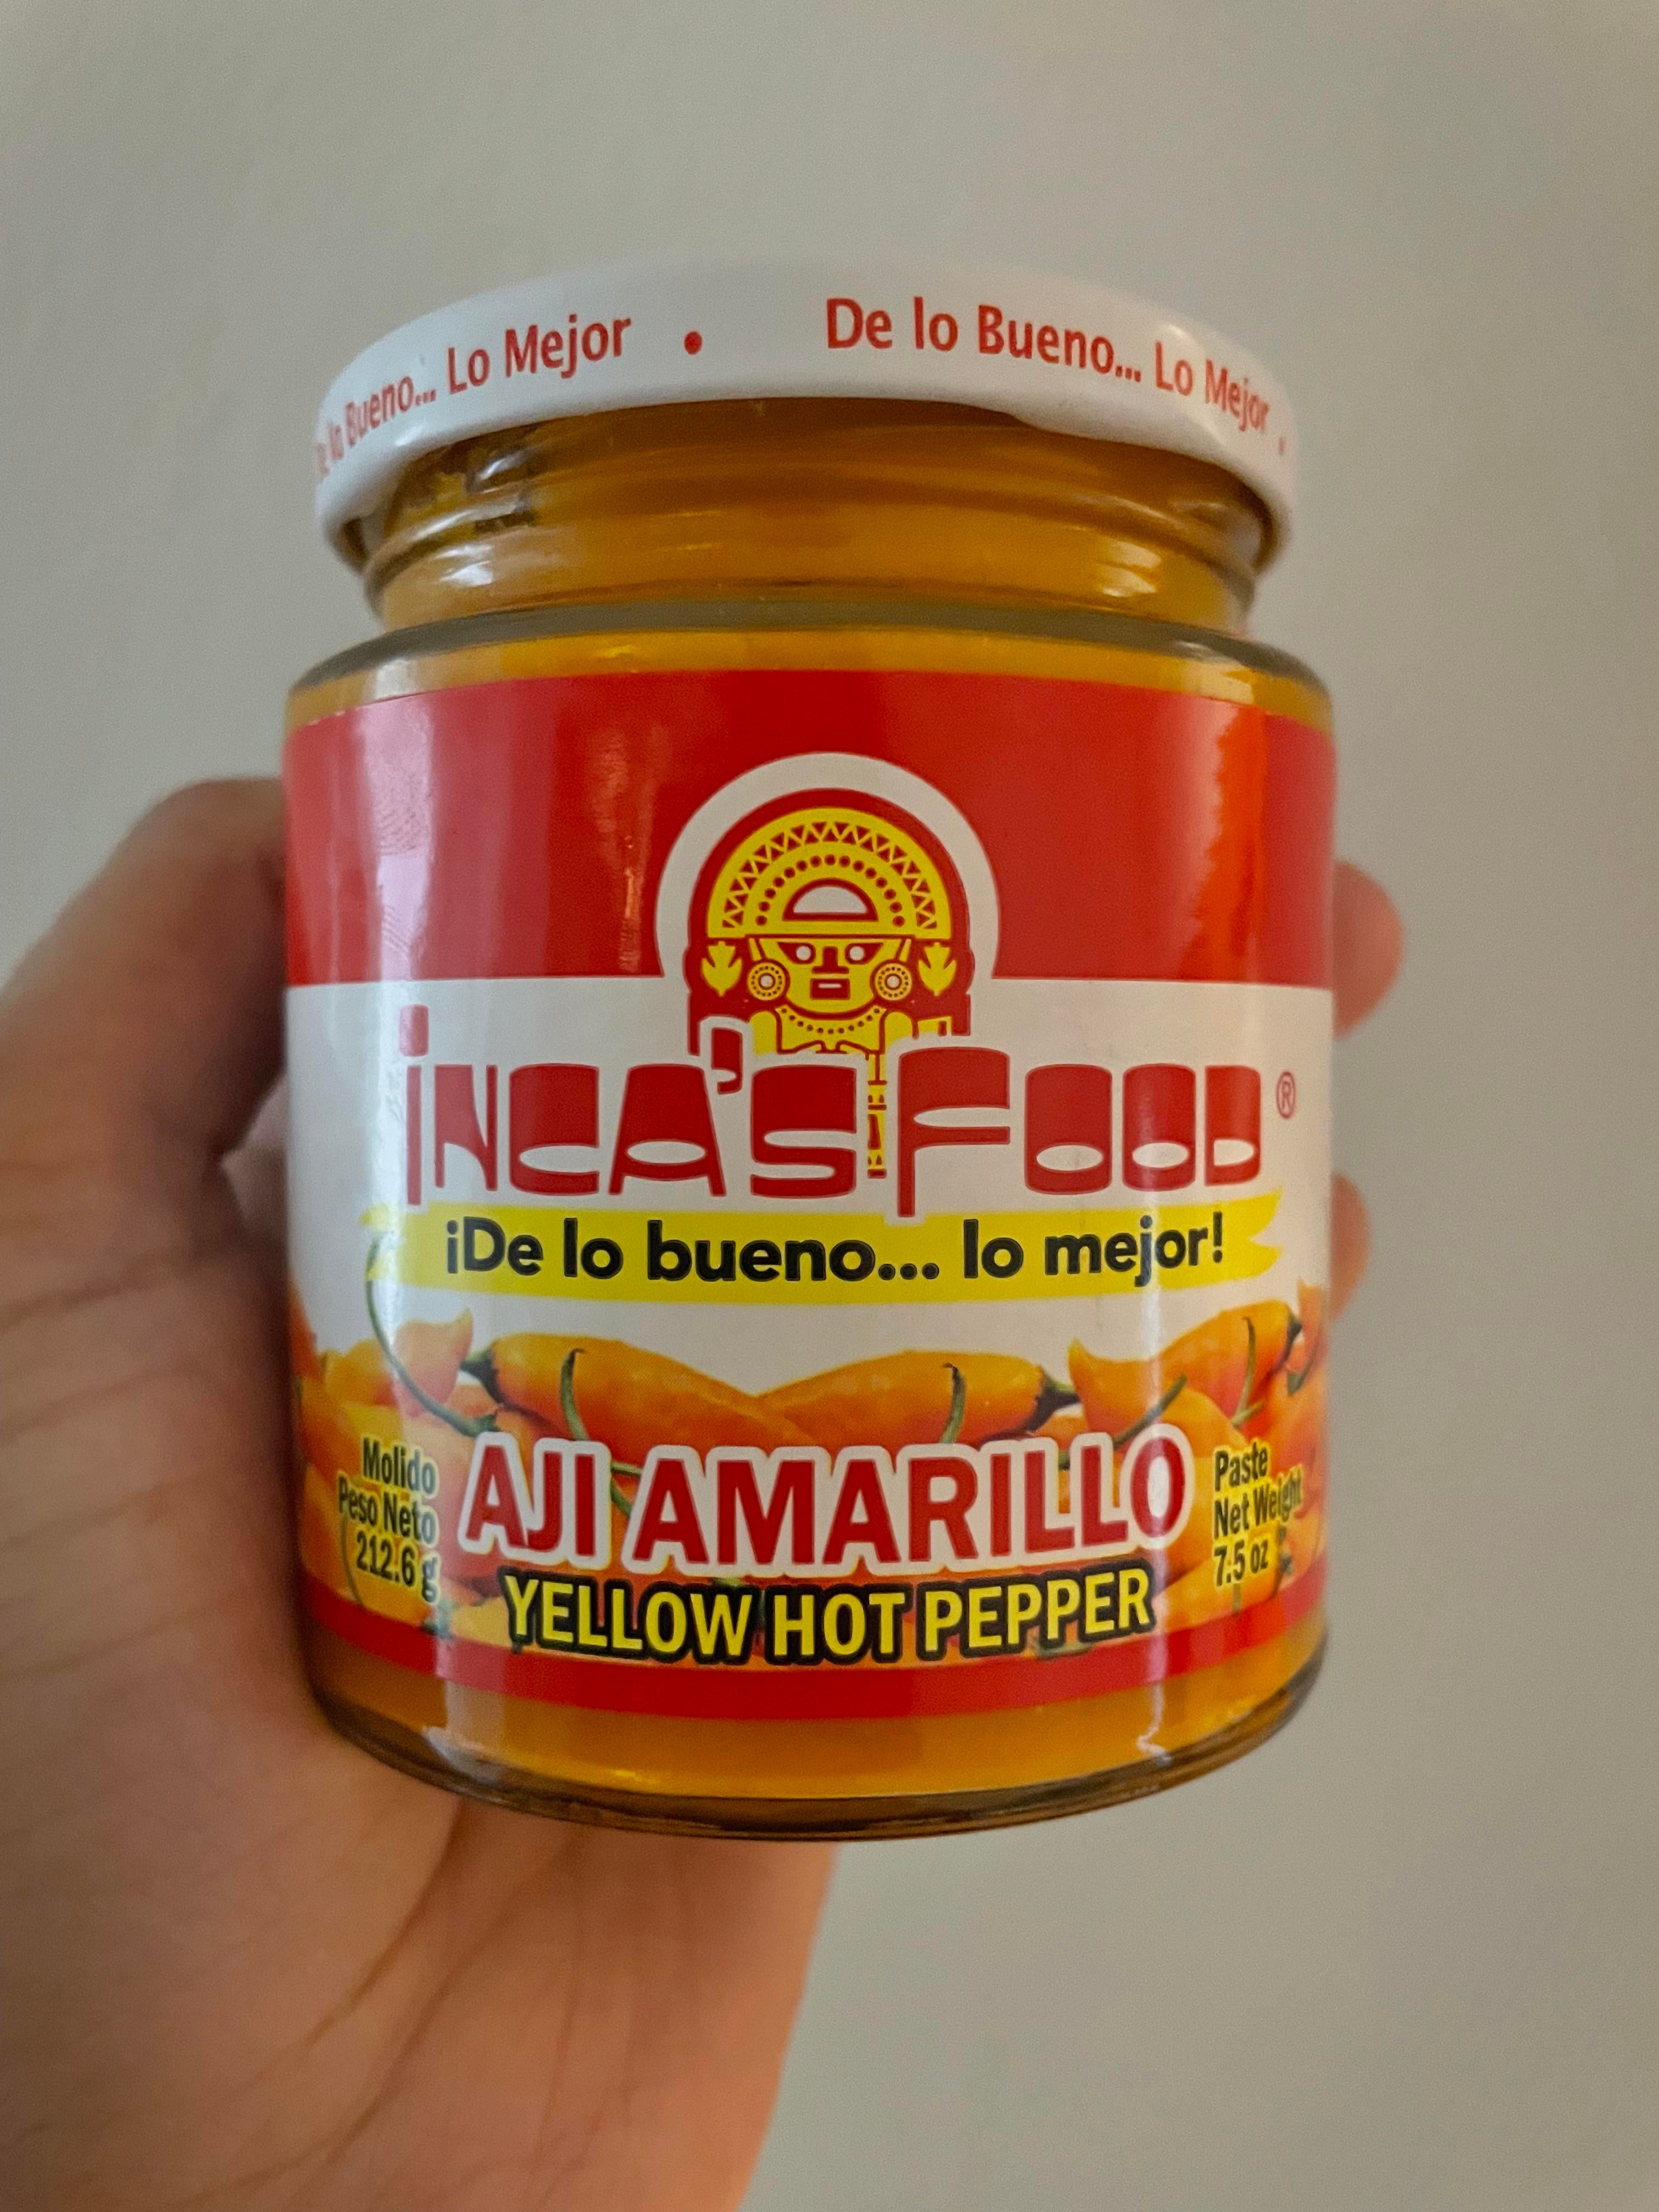 De lo Bueno... Lo Mejor • De lo Bueno... Lo Mejor •
INCA'S FOOD ®
¡De lo bueno... lo mejor!
Molido
Peso Neto
212.6 g
AJI AMARILLO
YELLOW HOT PEPPER
Paste
Net Weight
7.5 oz